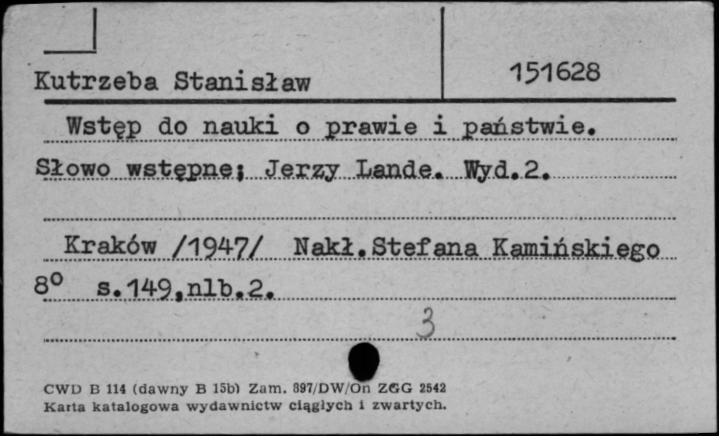 Kutrzeba Stanisław
151628
Wstęp do nauki o prawie i państwie.
Słowo wstępne; Jerzy Lande. Wyd.2.
Kraków /1947/ Nakł.Stefana Kamińskiego
8° s.149,nlb.2.
3
CWD B 114 (dawny B 15b) Zam. 897/DW/On ZGG 2542
Karta katalogowa wydawnictw ciągłych i zwartych.